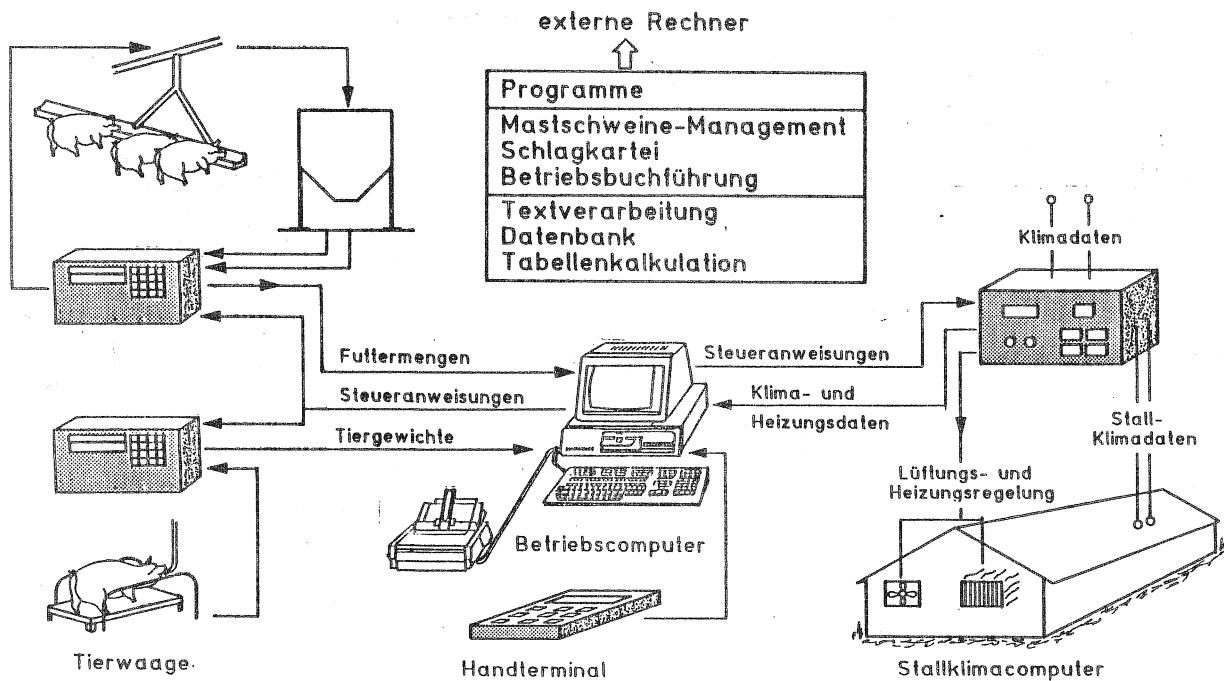 externe Rechner
Programme
Mastschweine-Management
Schlagkartei
Betriebsbuchführung
Textverarbeitung
Datenbank
Tabellenkalkulation
Klimadaten
Futtermengen
Steueranweisungen
Steueranweisungen
Klima- und
Heizungsdaten
Tiergewichte
Stall-
Klimadaten
Lüftungs- und
Heizungsregelung
Betriebscomputer
Tierwaage
Handterminal
Stallklimacomputer